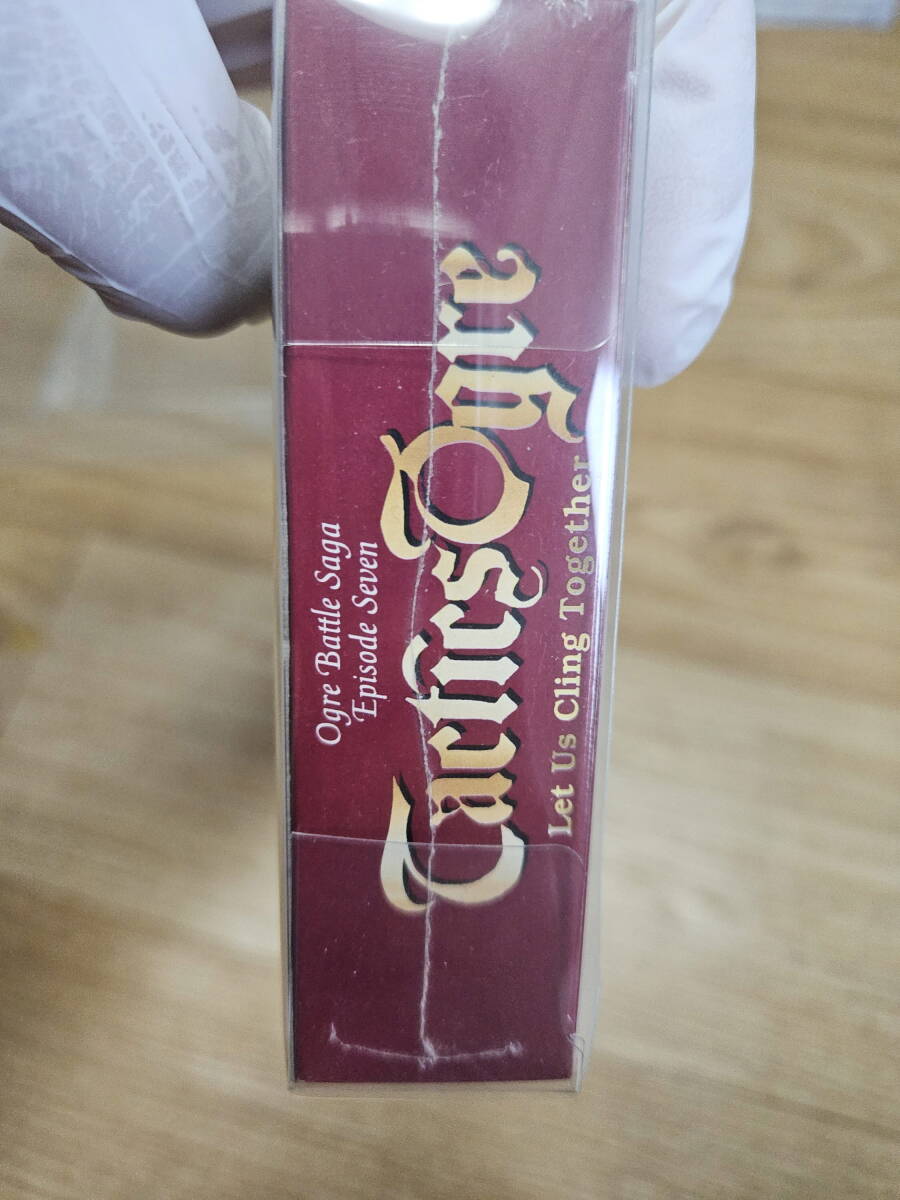 Ogre Battle Saga
Episode Seven
Tactics Ogre
Let Us Cling Together